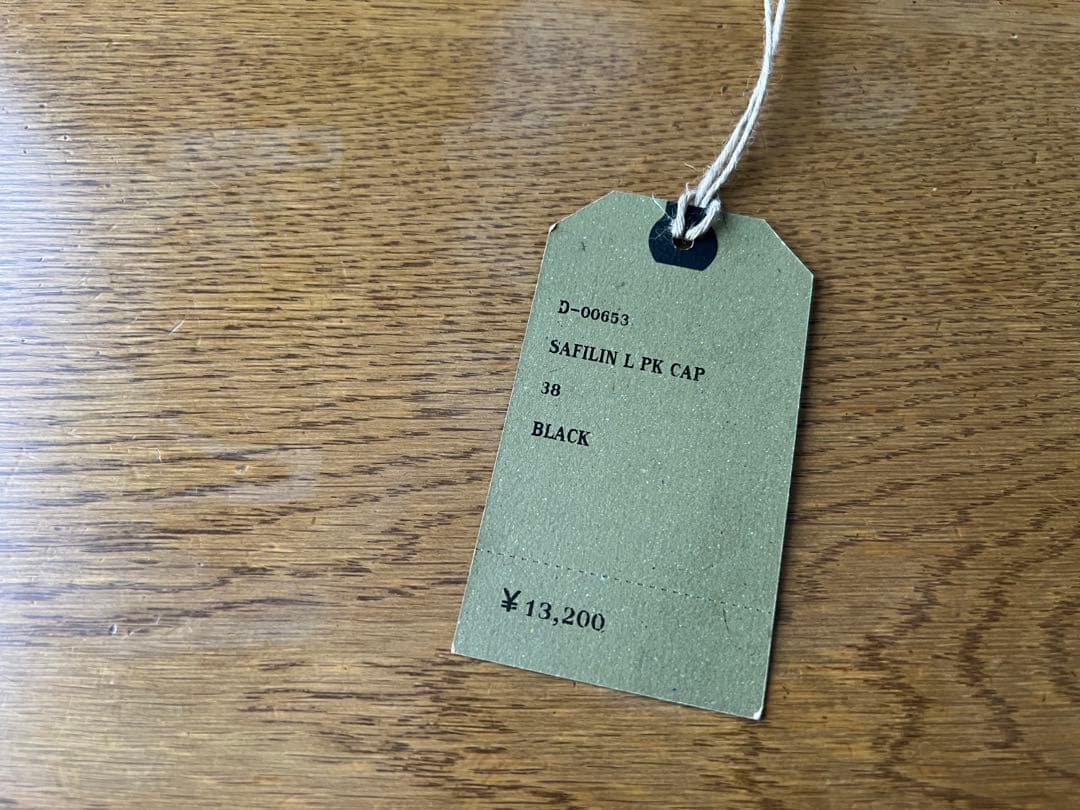 D-00653
SAFILIN L PK CAP
38
BLACK
¥13,200